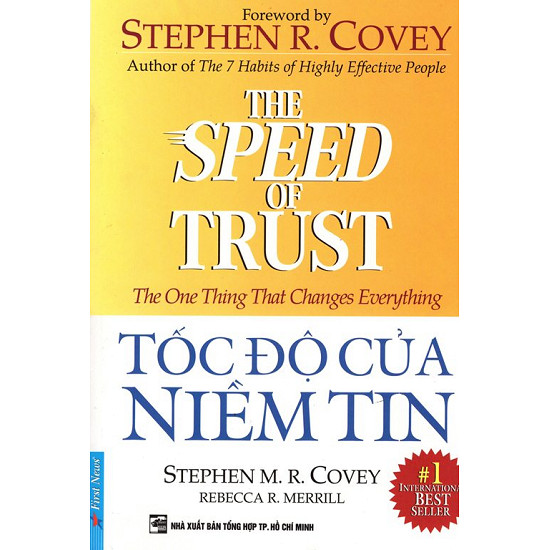 Foreword by
STEPHEN R. COVEY
Author of The 7 Habits of Highly Effective People
THE
SPEED
OF
TRUST
The One Thing That Changes Everything
TỐC ĐỘ CỦA
NIỀM TIN
STEPHEN M. R. COVEY
REBECCA R. MERRILL
#1
INTERNATIONA
BEST
SELLER
First News
NHÀ XUẤT BẢN TỔNG HỢP TP. HỒ CHÍ MINH